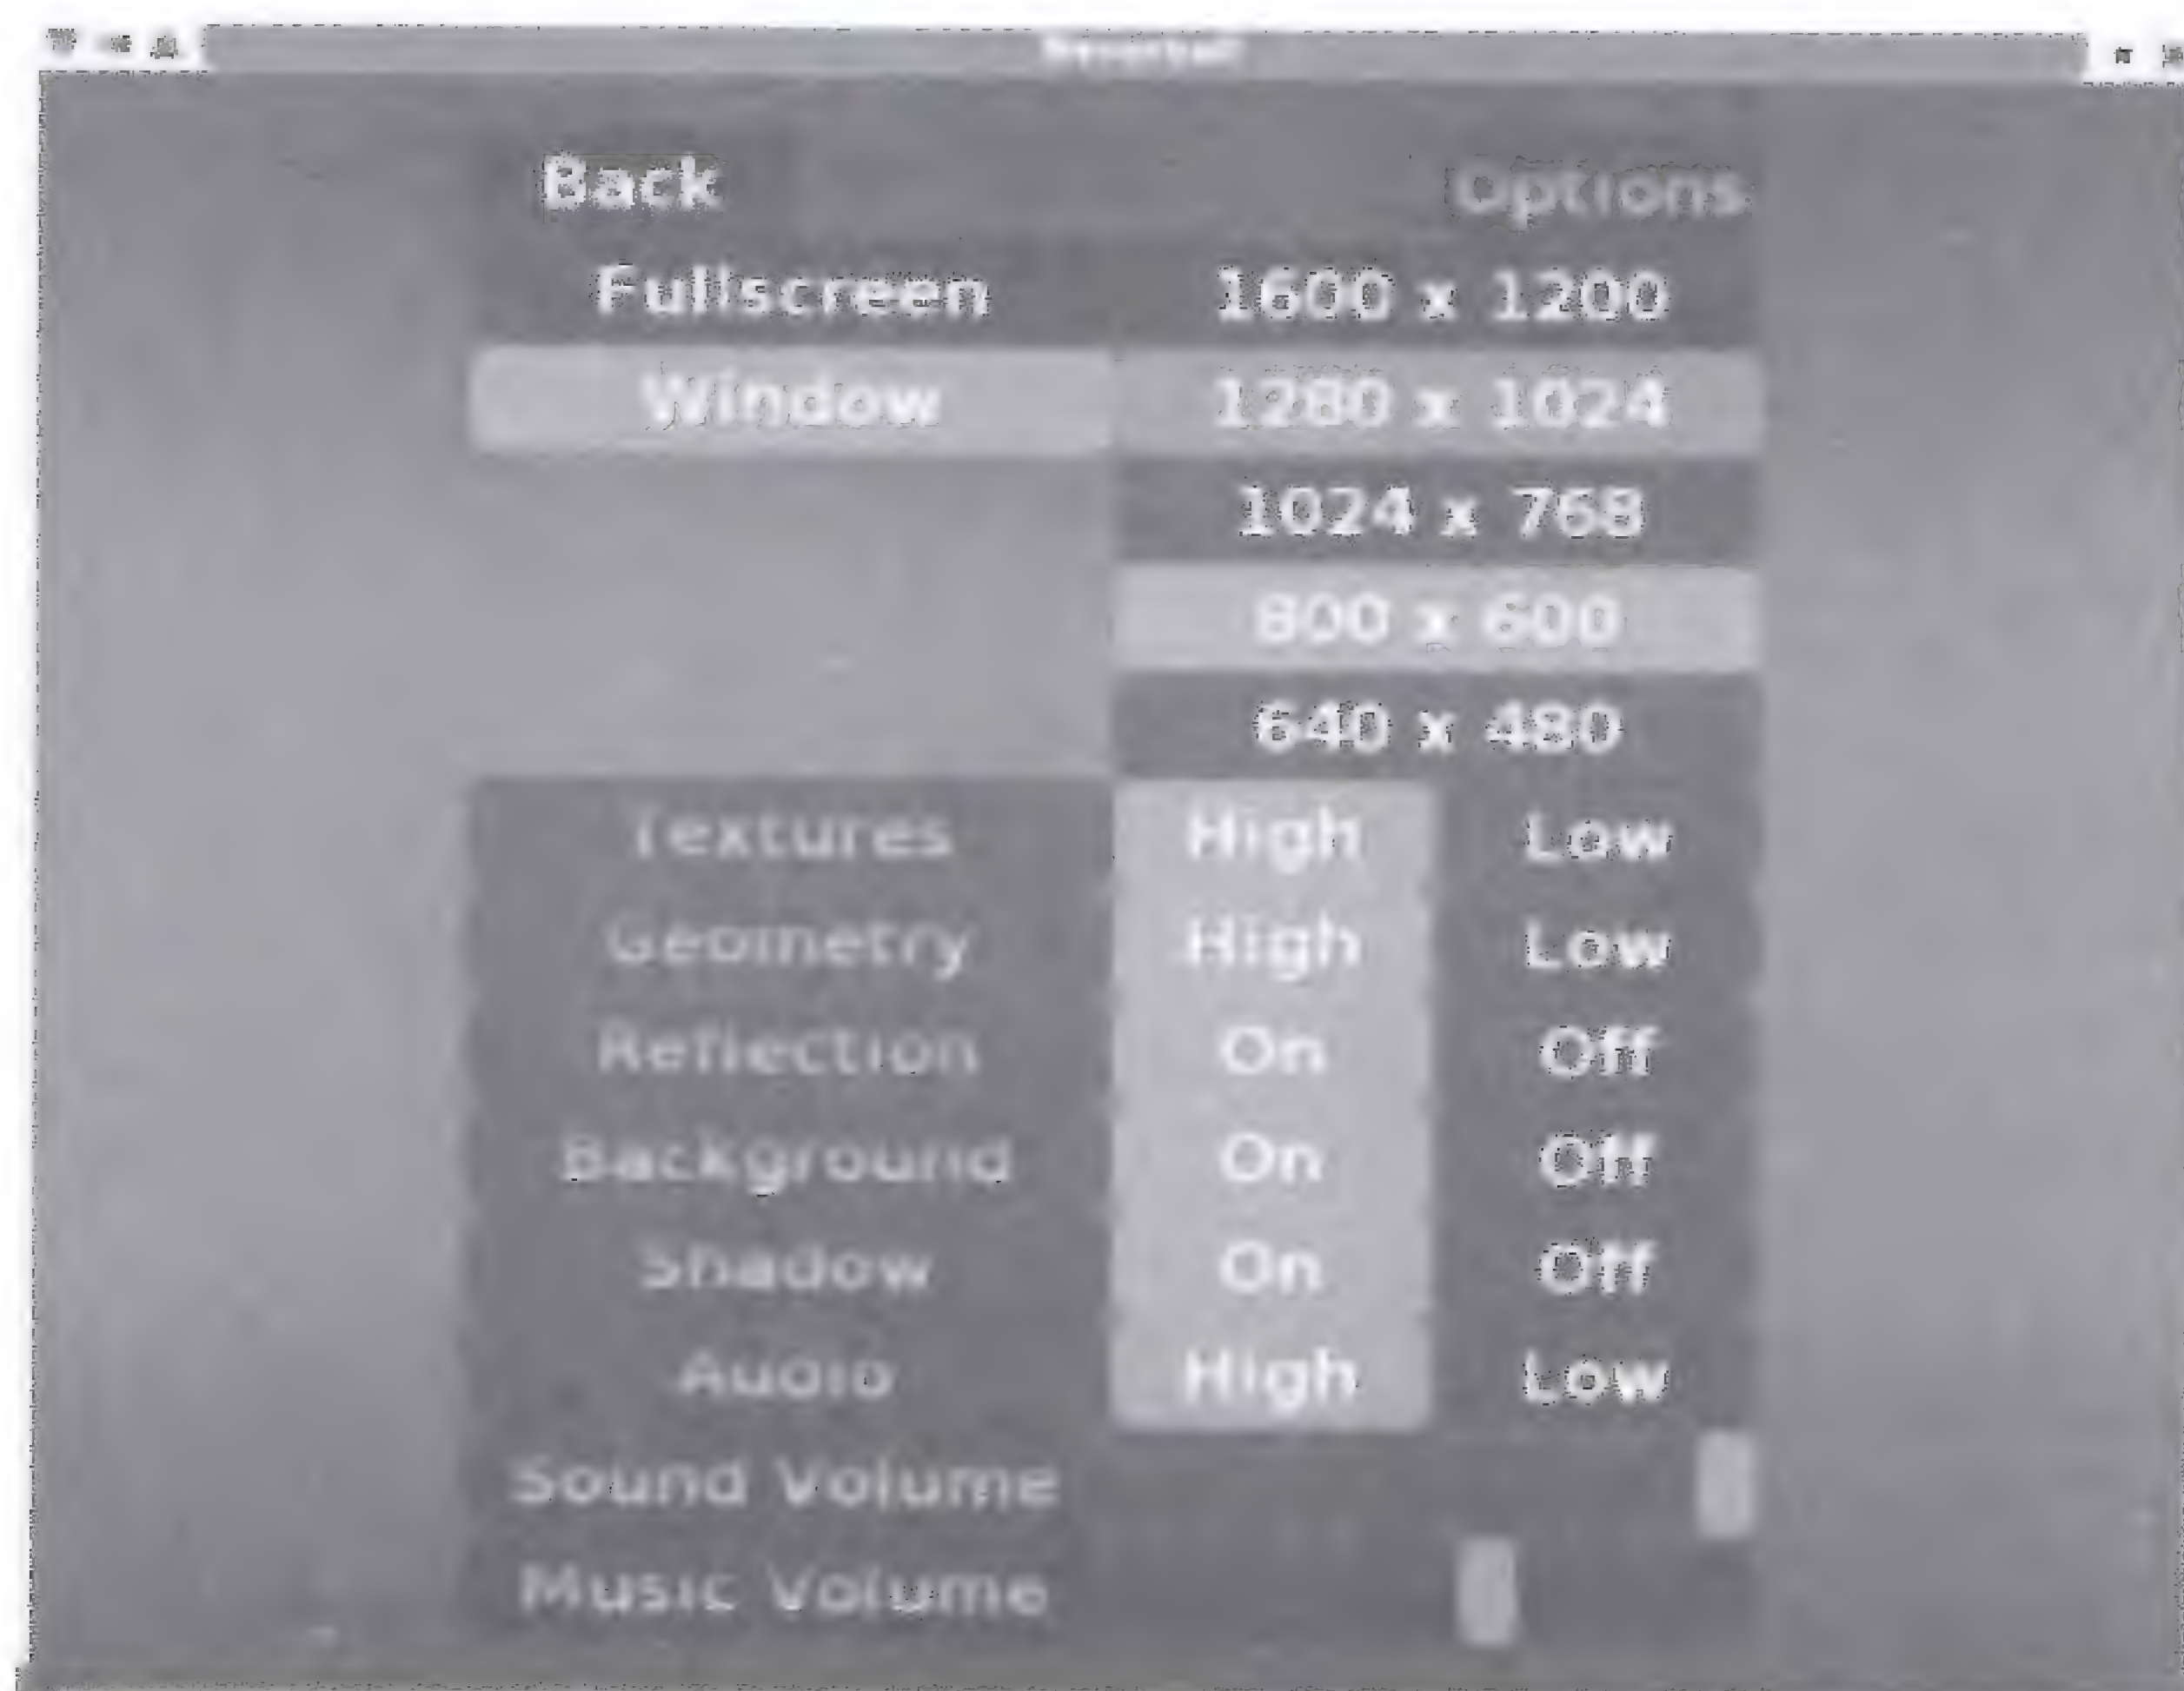 Neverball
Back Options
Fullscreen 1600 x 1200
Window 1280 x 1024
1024 x 768
800 x 600
640 x 480
Textures High Low
Geometry High Low
Reflection On Off
Background On Off
Shadow On Off
Audio High Low
Sound Volume
Music Volume